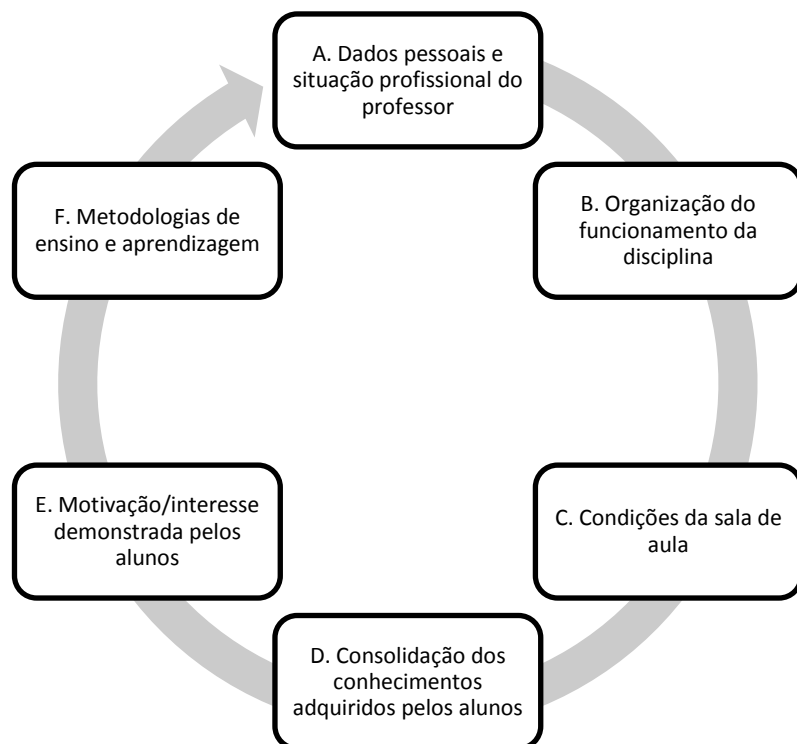 A. Dados pessoais e
situação profissional do
professor
B. Organização do
funcionamento da
disciplina
C. Condições da sala de
aula
D. Consolidação dos
conhecimentos
adquiridos pelos alunos
E. Motivação/interesse
demonstrada pelos
alunos
F. Metodologias de
ensino e aprendizagem